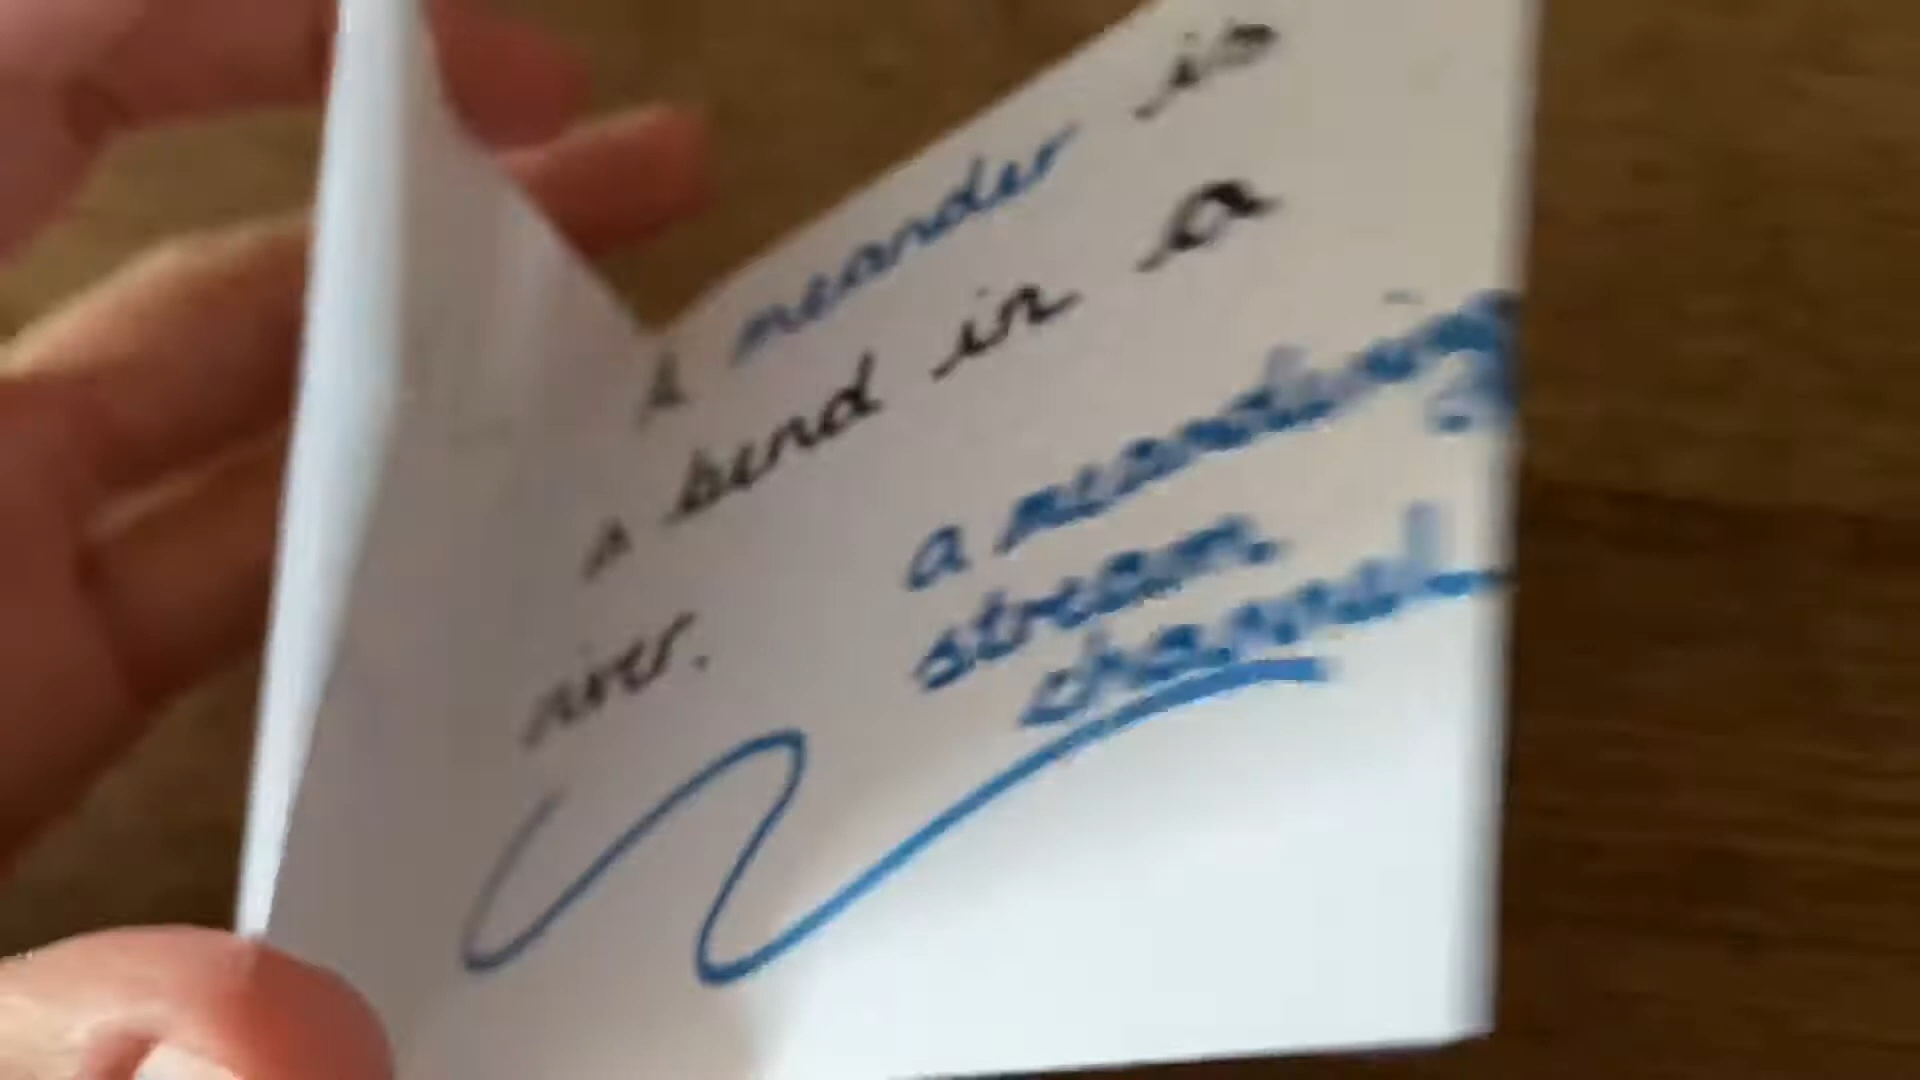 A meander is
a bend in a
river.
a meandering
stream
channel